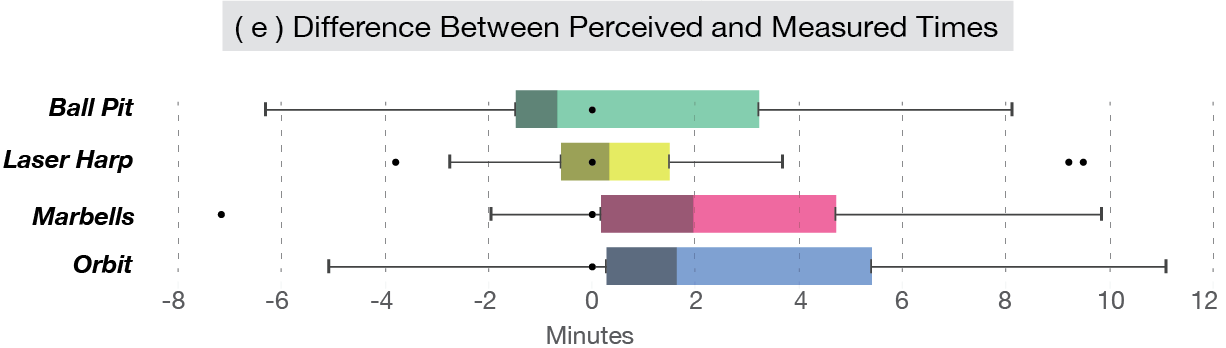 ( e ) Difference Between Perceived and Measured Times
Ball Pit
Laser Harp
Marbells
Orbit
-8 -6 -4 -2 0 2 4 6 8 10 12
Minutes